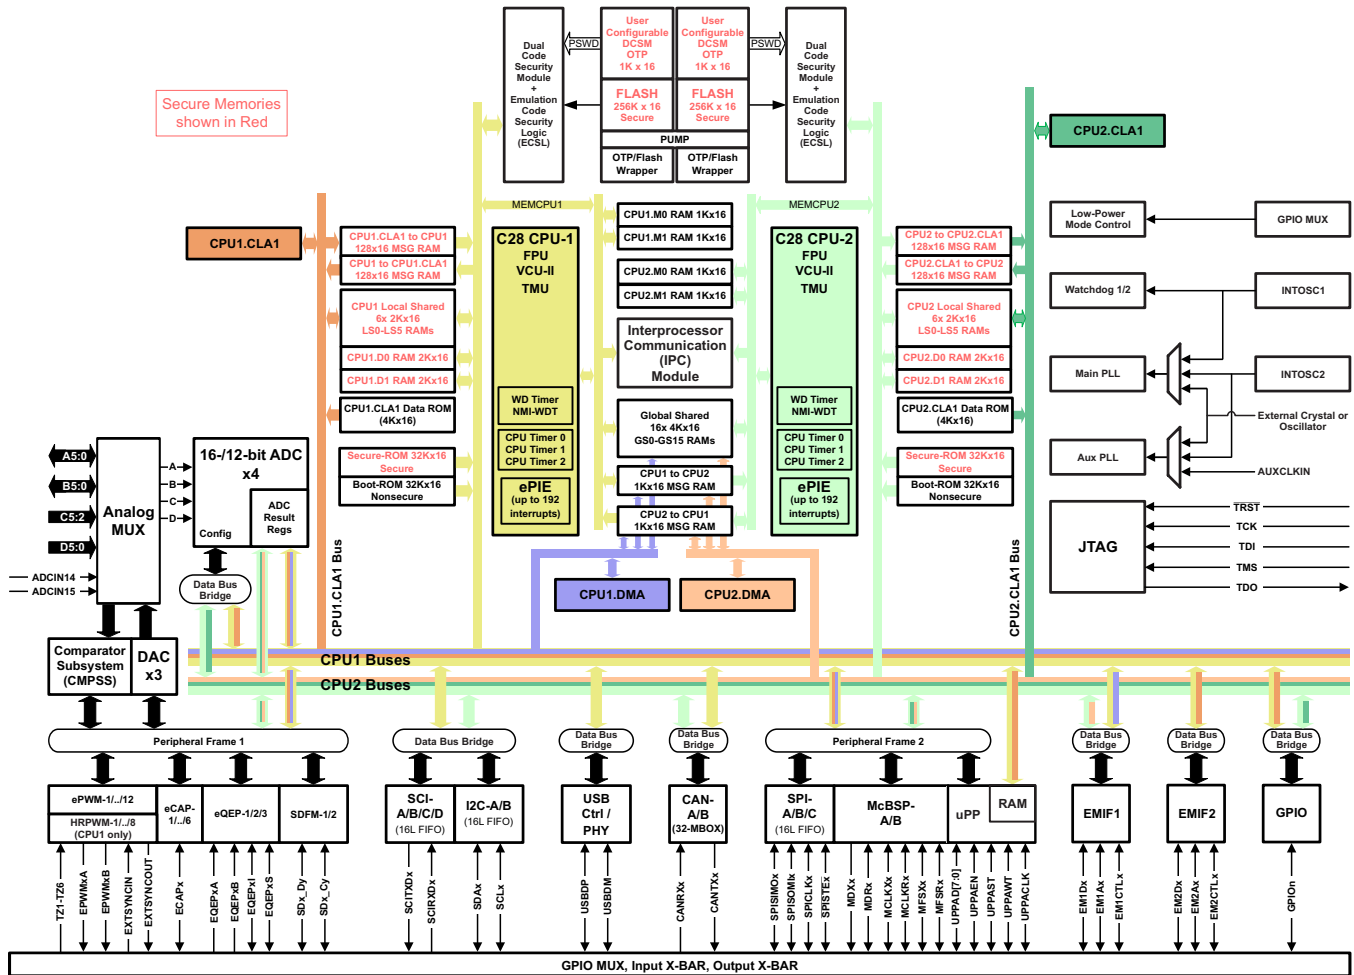 User
Configurable
DCSM
OTP
1K x 16
User
Configurable
DCSM
OTP
1K x 16
PSWD
PSWD
Dual
Code
Security
Module
+
Emulation
Code
Security
Logic
(ECSL)
Dual
Code
Security
Module
+
Emulation
Code
Security
Logic
(ECSL)
FLASH
256K x 16
Secure
FLASH
256K x 16
Secure
PUMP
OTP/Flash
Wrapper
OTP/Flash
Wrapper
Secure Memories
shown in Red
CPU2.CLA1
MEMCPU1
MEMCPU2
CPU1.CLA1
CPU1.CLA1 to CPU1
128x16 MSG RAM
CPU1 to CPU1.CLA1
128x16 MSG RAM
CPU1 Local Shared
6x 2Kx16
LS0-LS5 RAMs
CPU1.D0 RAM 2Kx16
CPU1.D1 RAM 2Kx16
CPU1.CLA1 Data ROM
(4Kx16)
Secure-ROM 32Kx16
Secure
Boot-ROM 32Kx16
Nonsecure
C28 CPU-1
FPU
VCU-II
TMU
WD Timer
NMI-WDT
CPU Timer 0
CPU Timer 1
CPU Timer 2
ePIE
(up to 192
interrupts)
CPU1.M0 RAM 1Kx16
CPU1.M1 RAM 1Kx16
CPU2.M0 RAM 1Kx16
CPU2.M1 RAM 1Kx16
Interprocessor
Communication
(IPC)
Module
Global Shared
16x 4Kx16
GS0-GS15 RAMs
CPU1 to CPU2
1Kx16 MSG RAM
CPU2 to CPU1
1Kx16 MSG RAM
C28 CPU-2
FPU
VCU-II
TMU
WD Timer
NMI-WDT
CPU Timer 0
CPU Timer 1
CPU Timer 2
ePIE
(up to 192
interrupts)
CPU2 to CPU2.CLA1
128x16 MSG RAM
CPU2.CLA1 to CPU2
128x16 MSG RAM
CPU2 Local Shared
6x 2Kx16
LS0-LS5 RAMs
CPU2.D0 RAM 2Kx16
CPU2.D1 RAM 2Kx16
CPU2.CLA1 Data ROM
(4Kx16)
Secure-ROM 32Kx16
Secure
Boot-ROM 32Kx16
Nonsecure
Low-Power
Mode Control
GPIO MUX
Watchdog 1/2
INTOSC1
Main PLL
INTOSC2
External Crystal or
Oscillator
Aux PLL
AUXCLKIN
JTAG
TRST
TCK
TDI
TMS
TDO
A5:0
B5:0
C5:2
D5:0
ADCIN14
ADCIN15
Analog
MUX
A
B
C
D
16-/12-bit ADC
x4
ADC
Result
Regs
Config
Data Bus
Bridge
CPU1.CLA1 Bus
CPU2.CLA1 Bus
CPU1.DMA
CPU2.DMA
Comparator
Subsystem
(CMPSS)
DAC
x3
CPU1 Buses
CPU2 Buses
Peripheral Frame 1
Data Bus Bridge
Data Bus
Bridge
Data Bus
Bridge
Peripheral Frame 2
Data Bus
Bridge
Data Bus
Bridge
Data Bus
Bridge
ePWM-1/../12
HRPWM-1/../8
(CPU1 only)
eCAP-
1/../6
eQEP-1/2/3
SDFM-1/2
SCI-
A/B/C/D
(16L FIFO)
I2C-A/B
(16L FIFO)
USB
Ctrl /
PHY
CAN-
A/B
(32-MBOX)
SPI-
A/B/C
(16L FIFO)
McBSP-
A/B
uPP
RAM
EMIF1
EMIF2
GPIO
TZ1-TZ6
EPWMxA
EPWMxB
EXTSYNCIN
EXTSYNCOUT
ECAPx
EQEPxA
EQEPxB
EQEPxI
EQEPxS
SDx_Dy
SDx_Cy
SCITXDx
SCIRXDx
SDAx
SCLx
USBDP
USBDM
CANRXx
CANTXx
SPISIMOx
SPISOMIx
SPICLKx
SPISTEx
MDXx
MDRx
MCLKXx
MCLKRx
MFSXx
MFSRx
UPPAD[7:0]
UPPAEN
UPPAST
UPPAWT
UPPACLK
EM1Dx
EM1Ax
EM1CTLx
EM2Dx
EM2Ax
EM2CTLx
GPIOn
GPIO MUX, Input X-BAR, Output X-BAR